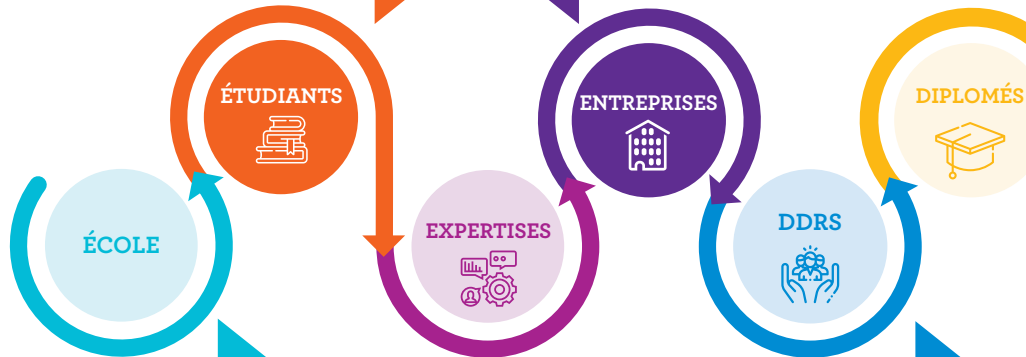 ÉCOLE
ÉTUDIANTS
EXPERTISES
ENTREPRISES
DDRS
DIPLOMÉS